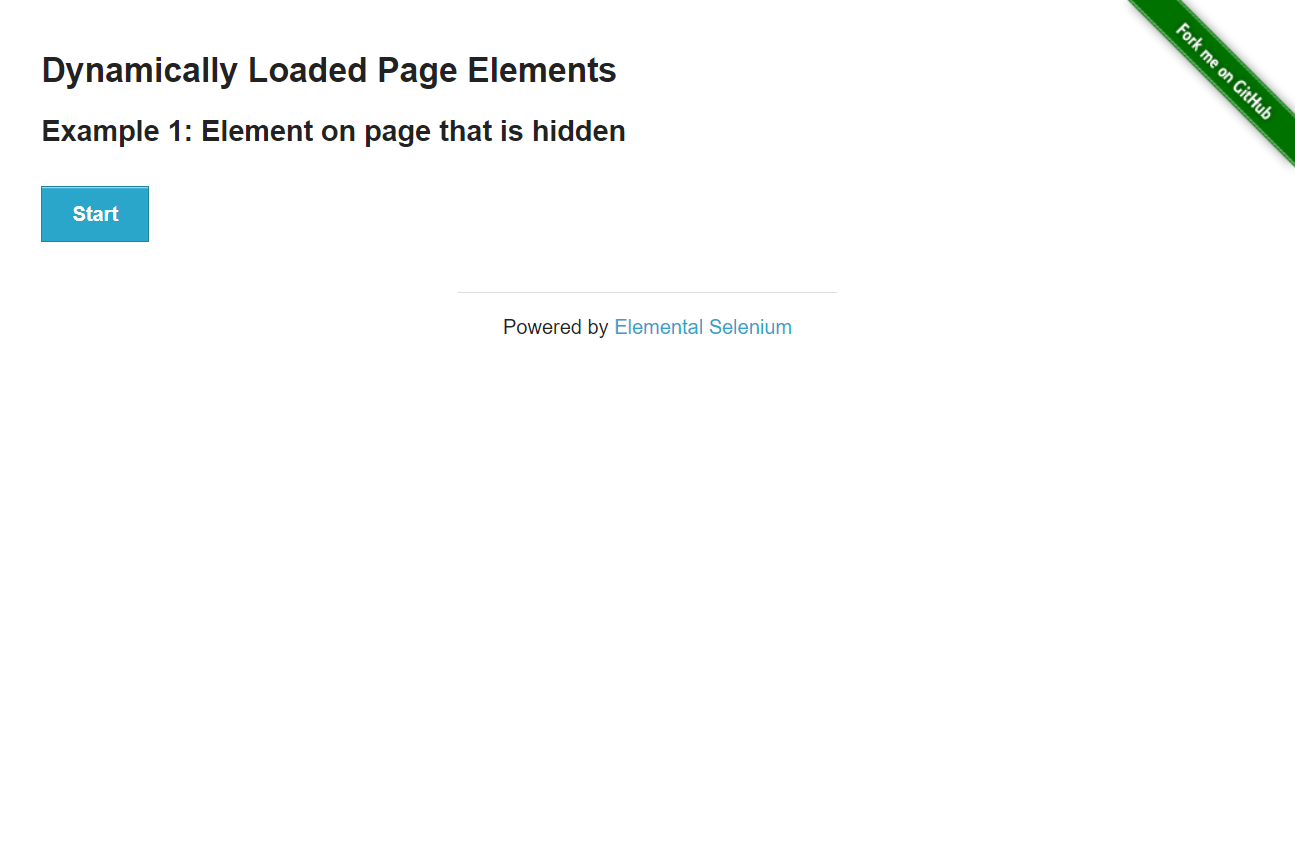 Fork me on GitHub
Dynamically Loaded Page Elements
Example 1: Element on page that is hidden
Start
Powered by Elemental Selenium